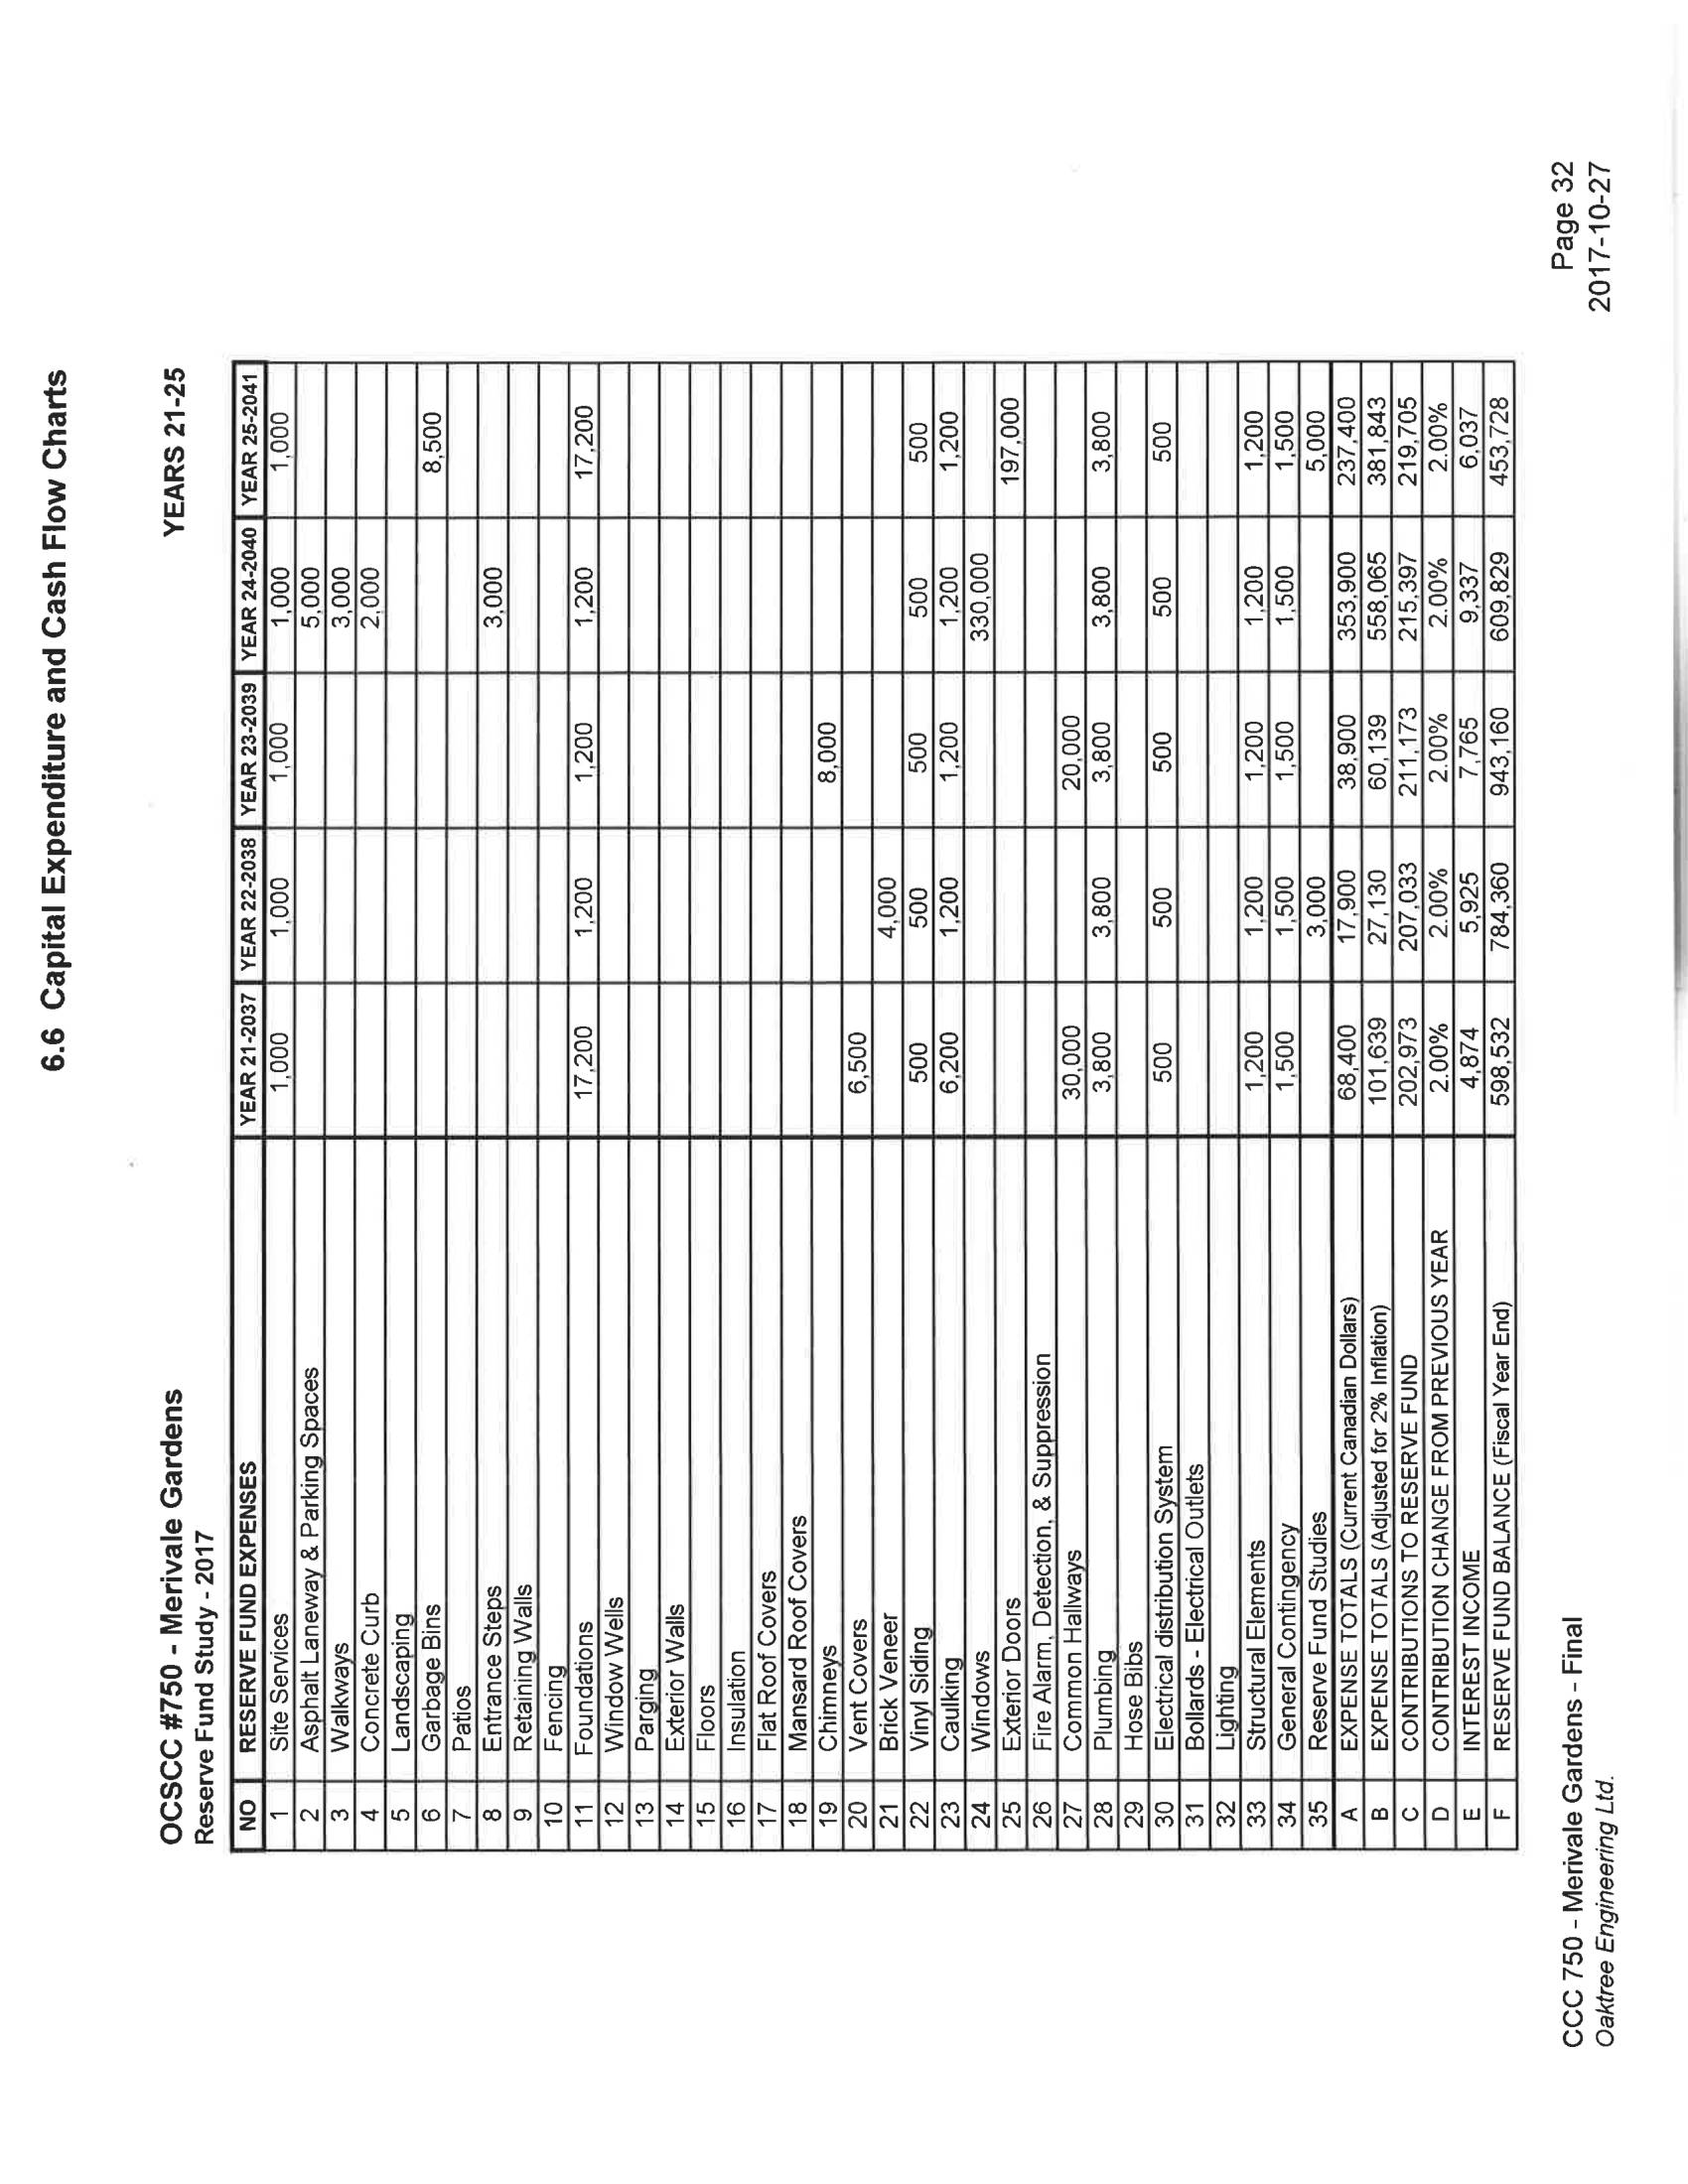 6.6 Capital Expenditure and Cash Flow Charts
OCSCC #750 - Merivale Gardens YEARS 21-25
Reserve Fund Study - 2017
NO RESERVE FUND EXPENSES YEAR 21-2037 YEAR 22-2038 YEAR 23-2039 YEAR 24-2040 YEAR 25-2041
1 Site Services 1,000 1,000 1,000 1,000 1,000
2 Asphalt Laneway & Parking Spaces 5,000
3 Walkways 3,000
4 Concrete Curb 2,000
5 Landscaping
6 Garbage Bins 8,500
7 Patios
8 Entrance Steps 3,000
9 Retaining Walls
10 Fencing
11 Foundations 17,200 1,200 1,200 1,200 17,200
12 Window Wells
13 Parging
14 Exterior Walls
15 Floors
16 Insulation
17 Flat Roof Covers
18 Mansard Roof Covers
19 Chimneys 8,000
20 Vent Covers 6,500
21 Brick Veneer 4,000
22 Vinyl Siding 500 500 500 500 500
23 Caulking 6,200 1,200 1,200 1,200 1,200
24 Windows 330,000
25 Exterior Doors 197,000
26 Fire Alarm, Detection, & Suppression
27 Common Hallways 30,000 20,000
28 Plumbing 3,800 3,800 3,800 3,800 3,800
29 Hose Bibs
30 Electrical distribution System 500 500 500 500 500
31 Bollards - Electrical Outlets
32 Lighting
33 Structural Elements 1,200 1,200 1,200 1,200 1,200
34 General Contingency 1,500 1,500 1,500 1,500 1,500
35 Reserve Fund Studies 3,000 5,000
A EXPENSE TOTALS (Current Canadian Dollars) 68,400 17,900 38,900 353,900 237,400
B EXPENSE TOTALS (Adjusted for 2% Inflation) 101,639 27,130 60,139 558,065 381,843
C CONTRIBUTIONS TO RESERVE FUND 202,973 207,033 211,173 215,397 219,705
D CONTRIBUTION CHANGE FROM PREVIOUS YEAR 2.00% 2.00% 2.00% 2.00% 2.00%
E INTEREST INCOME 4,874 5,925 7,765 9,337 6,037
F RESERVE FUND BALANCE (Fiscal Year End) 598,532 784,360 943,160 609,829 453,728
CCC 750 - Merivale Gardens - Final Page 32
Oaktree Engineering Ltd. 2017-10-27